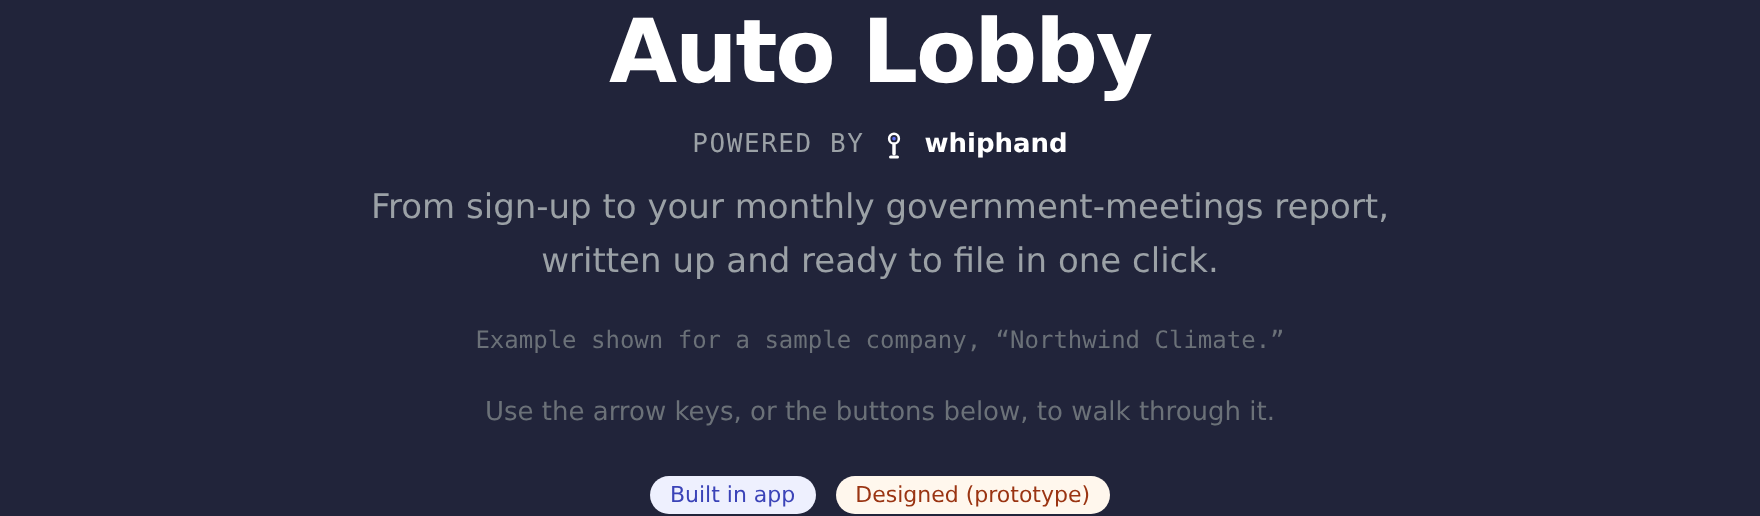 Auto Lobby
POWERED BY whiphand
From sign-up to your monthly government-meetings report,
written up and ready to file in one click.
Example shown for a sample company, “Northwind Climate.”
Use the arrow keys, or the buttons below, to walk through it.
Built in app Designed (prototype)